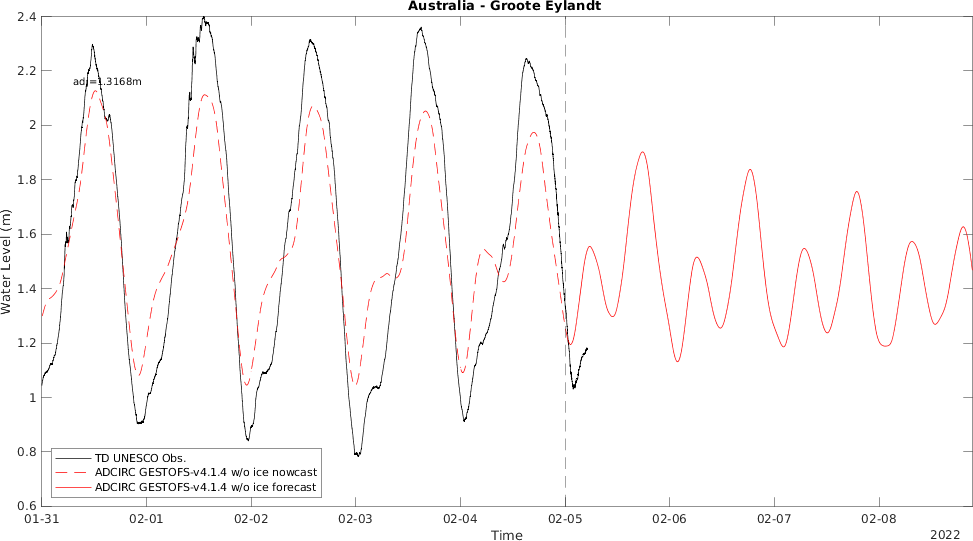 Australia - Groote Eylandt
2.4
2.2
2
1.8
1.6
1.4
1.2
1
0.8
0.6
Water Level (m)
adj=1.3168m
TD UNESCO Obs.
ADCIRC GESTOFS-v4.1.4 w/o ice nowcast
ADCIRC GESTOFS-v4.1.4 w/o ice forecast
01-31
02-01
02-02
02-03
02-04
02-05
02-06
02-07
02-08
Time
2022